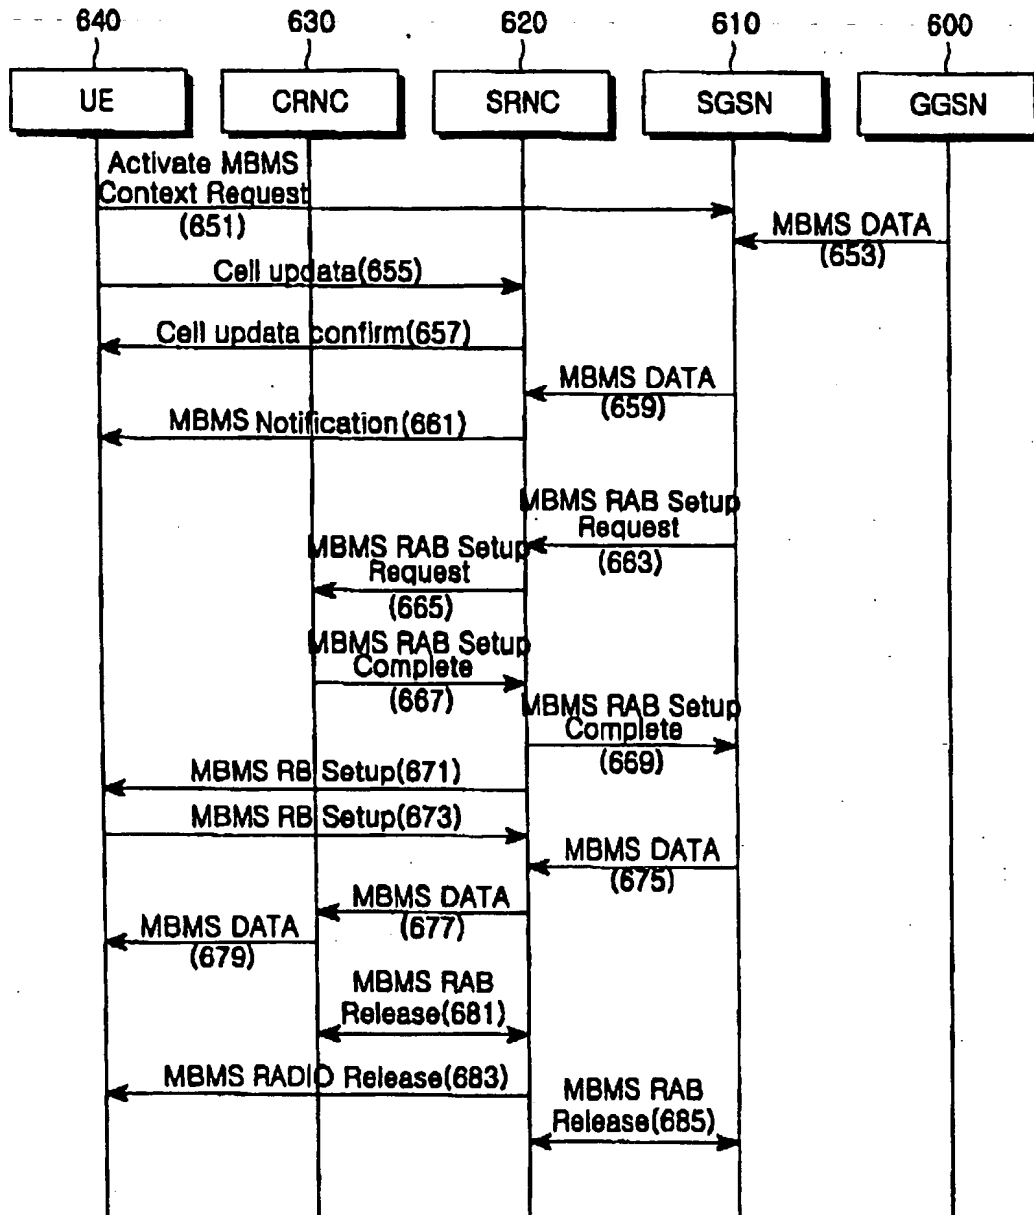 640 630 620 610 600
UE CRNC SRNC SGSN GGSN
Activate MBMS
Context Request
(651)
MBMS DATA
(653)
Cell updata(655)
Cell updata confirm(657)
MBMS DATA
(659)
MBMS Notification(661)
MBMS RAB Setup
Request
(663)
MBMS RAB Setup
Request
(665)
MBMS RAB Setup
Complete
(667)
MBMS RAB Setup
Complete
(669)
MBMS RB Setup(671)
MBMS RB Setup(673)
MBMS DATA
(675)
MBMS DATA
(677)
MBMS DATA
(679)
MBMS RAB
Release(681)
MBMS RADIO Release(683)
MBMS RAB
Release(685)